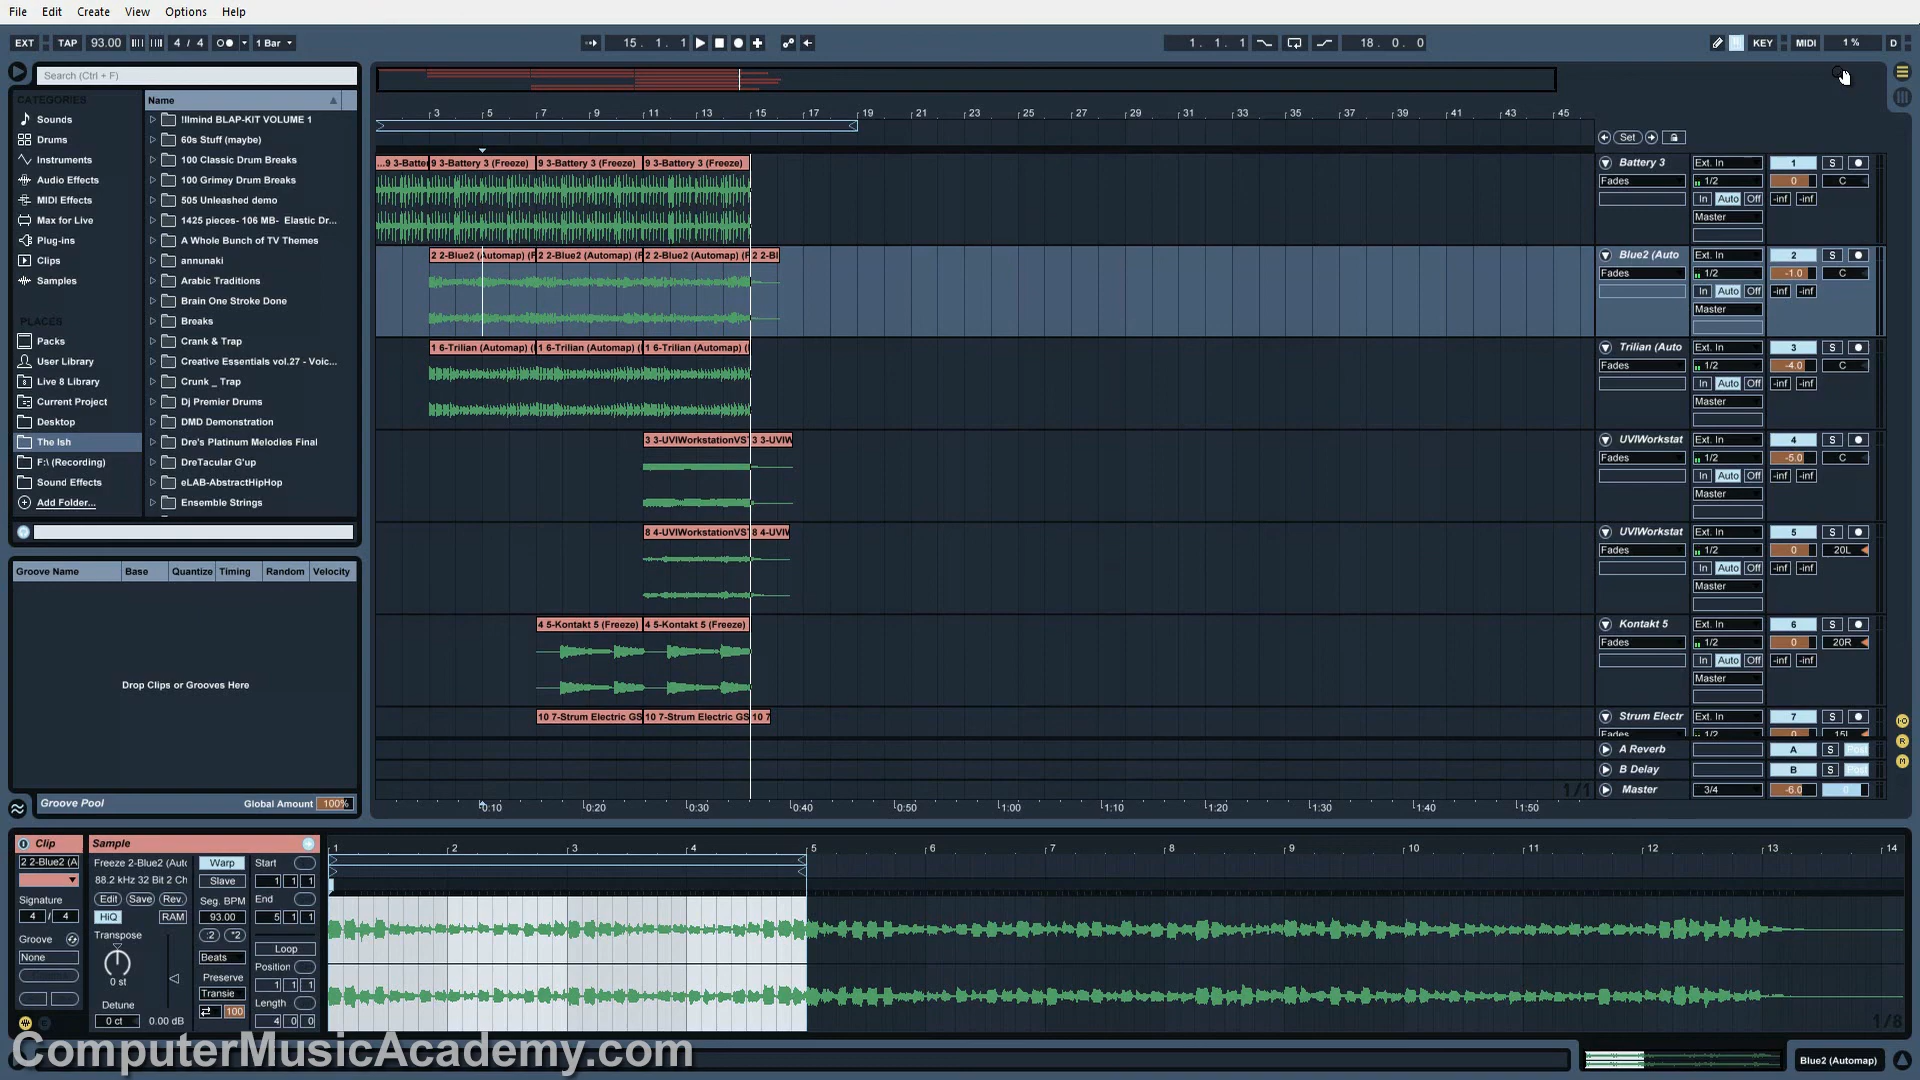 File Edit Create View Options Help
EXT TAP 93.00 4 / 4 1 Bar 15. 1. 1 1. 1. 1 18. 0. 0 KEY MIDI 1 % D
Search (Ctrl + F)
CATEGORIES
Sounds
Drums
Instruments
Audio Effects
MIDI Effects
Max for Live
Plug-ins
Clips
Samples
PLACES
Packs
User Library
Live 8 Library
Current Project
Desktop
The Ish
F:\ (Recording)
Sound Effects
Add Folder...
Name
!llmind BLAP-KIT VOLUME 1
60s Stuff (maybe)
100 Classic Drum Breaks
100 Grimey Drum Breaks
505 Unleashed demo
1425 pieces- 106 MB- Elastic Dr...
A Whole Bunch of TV Themes
annunaki
Arabic Traditions
Brain One Stroke Done
Breaks
Crank & Trap
Creative Essentials vol.27 - Voic...
Crunk _ Trap
Dj Premier Drums
DMD Demonstration
Dre's Platinum Melodies Final
DreTacular G'up
eLAB-AbstractHipHop
Ensemble Strings
Groove Name Base Quantize Timing Random Velocity
Drop Clips or Grooves Here
Groove Pool Global Amount 100%
3 5 7 9 11 13 15 17 19 21 23 25 27 29 31 33 35 37 39 41 43 45
Set
...9 3-Batter 9 3-Battery 3 (Freeze) 9 3-Battery 3 (Freeze) 9 3-Battery 3 (Freeze)
2 2-Blue2 (Automap) (F 2 2-Blue2 (Automap) (F 2 2-Blue2 (Automap) (F 2 2-Bl
1 6-Trilian (Automap) ( 1 6-Trilian (Automap) ( 1 6-Trilian (Automap) (
3 3-UVIWorkstationVS 3 3-UVIW
8 4-UVIWorkstationVS 8 4-UVIW
4 5-Kontakt 5 (Freeze) 4 5-Kontakt 5 (Freeze)
10 7-Strum Electric GS 10 7-Strum Electric GS 10 7
Battery 3 Ext. In 1 S
Fades 1/2 0 C
In Auto Off -inf -inf
Master
Blue2 (Auto Ext. In 2 S
Fades 1/2 -1.0 C
In Auto Off -inf -inf
Master
Trilian (Auto Ext. In 3 S
Fades 1/2 -4.0 C
In Auto Off -inf -inf
Master
UVIWorkstat Ext. In 4 S
Fades 1/2 -5.0 C
In Auto Off -inf -inf
Master
UVIWorkstat Ext. In 5 S
Fades 1/2 0 20L
In Auto Off -inf -inf
Master
Kontakt 5 Ext. In 6 S
Fades 1/2 0 20R
In Auto Off -inf -inf
Master
Strum Electr Ext. In 7 S
Fades 1/2 0 15L
A Reverb A S Post
B Delay B S Post
Master 3/4 -6.0 0
1/1
0:10 0:20 0:30 0:40 0:50 1:00 1:10 1:20 1:30 1:40 1:50
Clip
2 2-Blue2 (A
Signature
4 / 4
Groove
None
Sample
Freeze 2-Blue2 (Auto
88.2 kHz 32 Bit 2 Ch
Edit Save Rev.
HiQ RAM
Transpose
0 st
Detune
0 ct 0.00 dB
Warp
Slave
Seg. BPM
93.00
:2 *2
Beats
Preserve
Transie
100
Start
1 1 1
End
5 1 1
Loop
Position
1 1 1
Length
4 0 0
1 2 3 4 5 6 7 8 9 10 11 12 13 14
1/8
ComputerMusicAcademy.com
Blue2 (Automap)